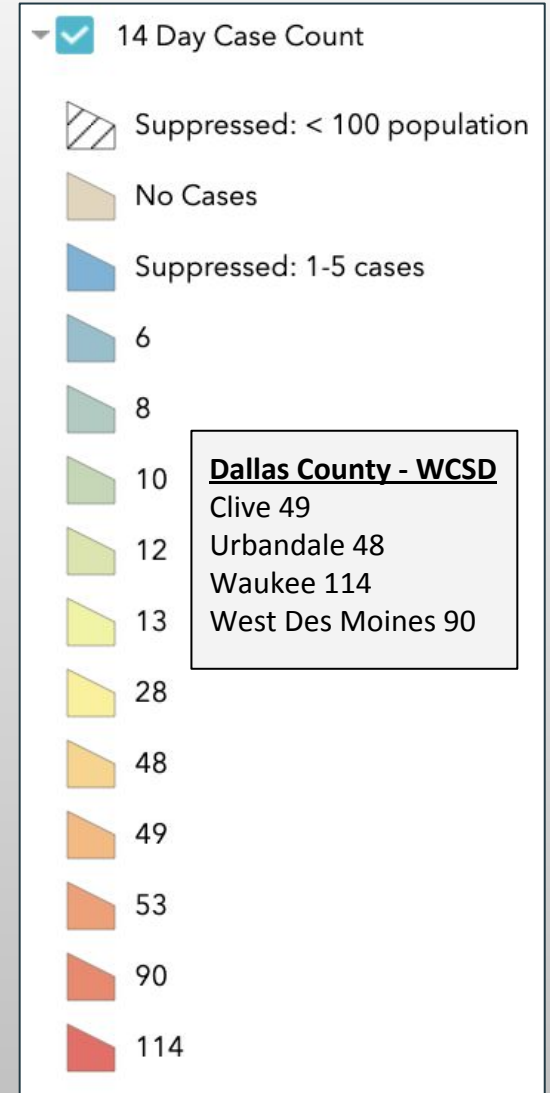 14 Day Case Count
Suppressed: < 100 population
No Cases
Suppressed: 1-5 cases
6
8
10
12
13
28
48
49
53
90
114
Dallas County - WCSD
Clive 49
Urbandale 48
Waukee 114
West Des Moines 90